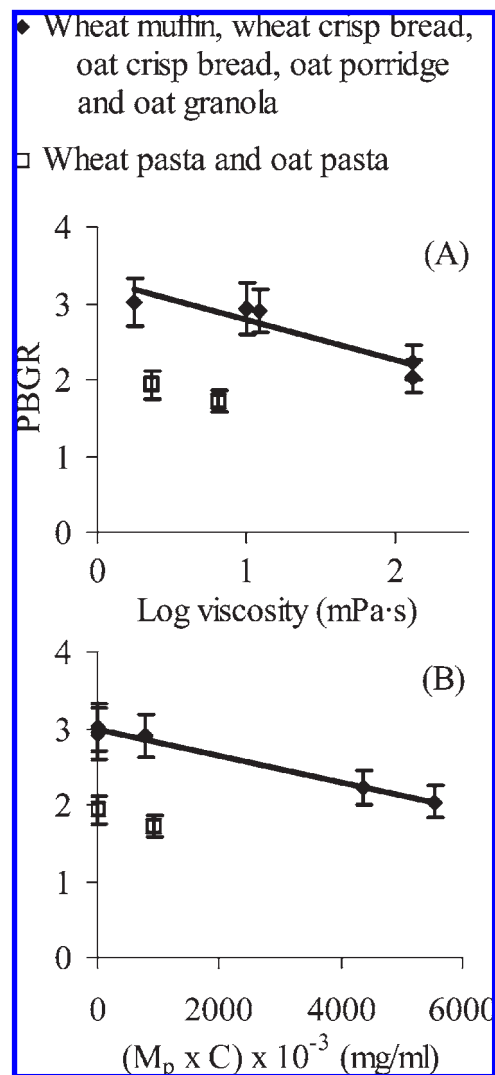 Wheat muffin, wheat crisp bread,
oat crisp bread, oat porridge
and oat granola
Wheat pasta and oat pasta
4
(A)
3
PBGR
2
1
0
0
1
2
Log viscosity (mPa·s)
4
(B)
3
2
1
0
0
2000
4000
6000
(Mp x C) x 10⁻³ (mg/ml)